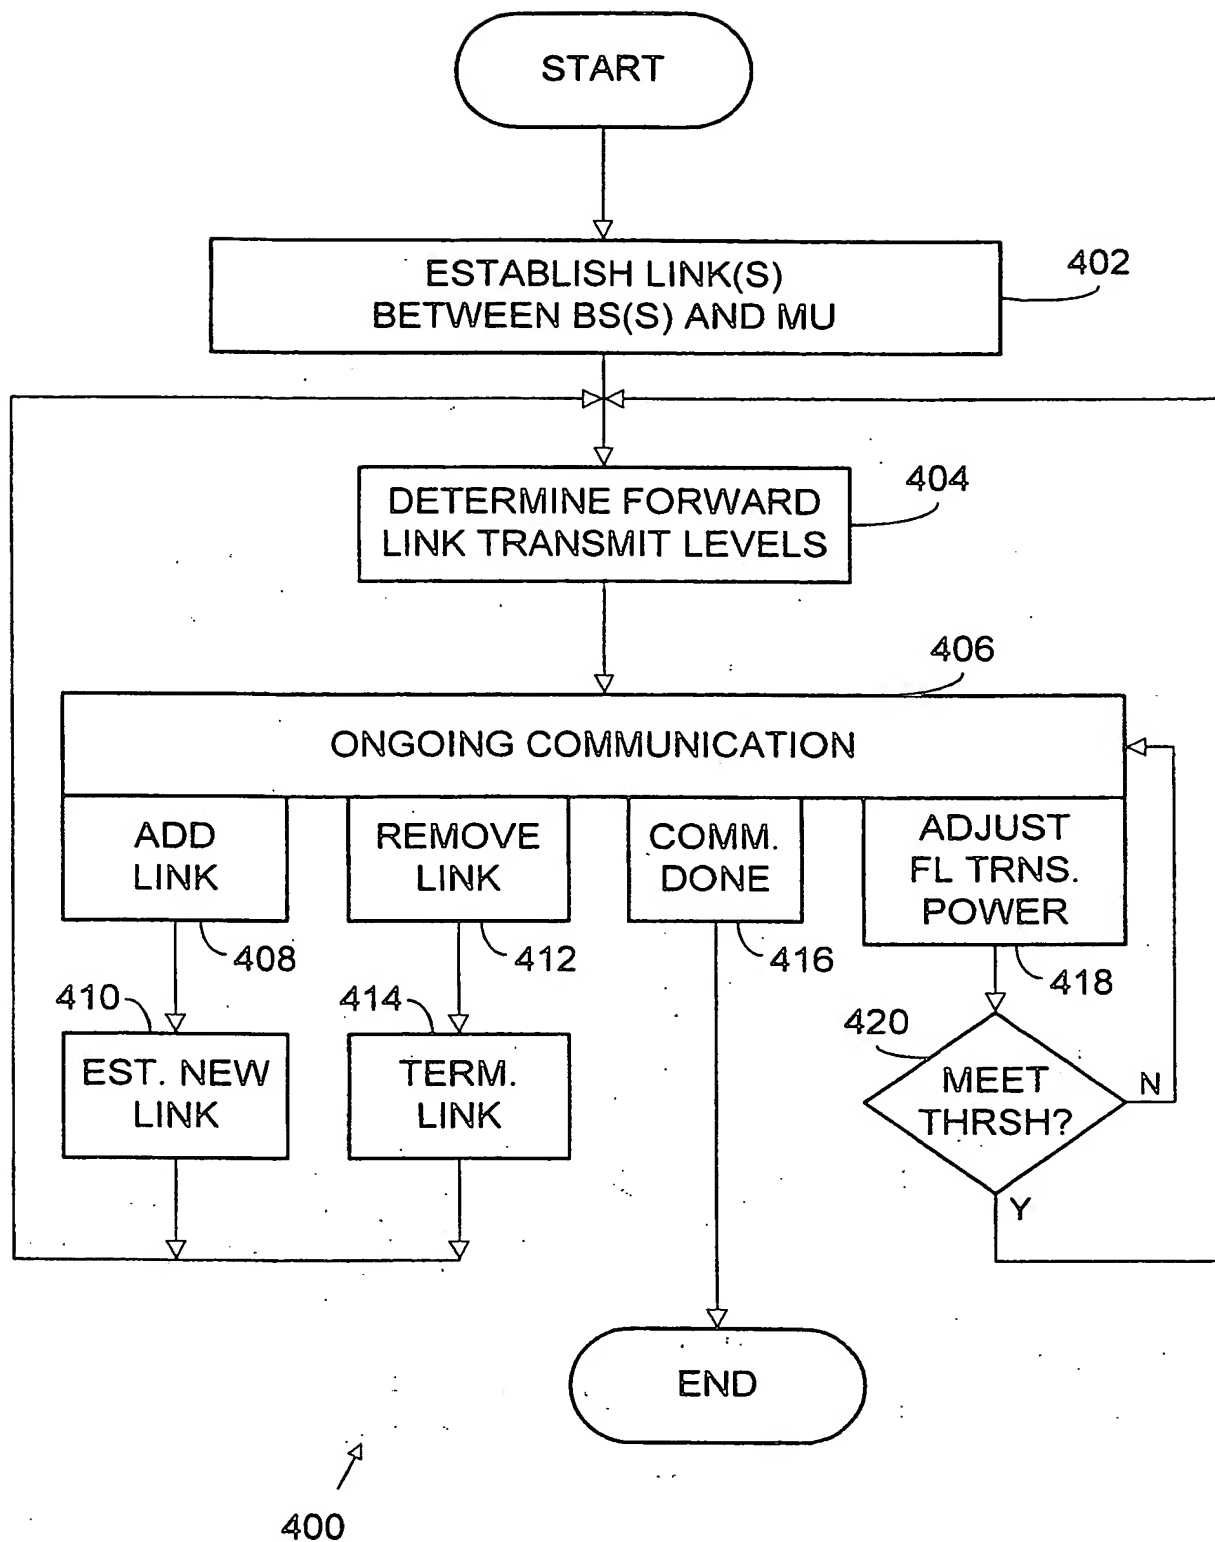 START
ESTABLISH LINK(S)
BETWEEN BS(S) AND MU
402
DETERMINE FORWARD
LINK TRANSMIT LEVELS
404
406
ONGOING COMMUNICATION
ADD
LINK
408
REMOVE
LINK
412
COMM.
DONE
416
ADJUST
FL TRNS.
POWER
418
410
EST. NEW
LINK
414
TERM.
LINK
420
MEET
THRSH?
N
Y
END
400